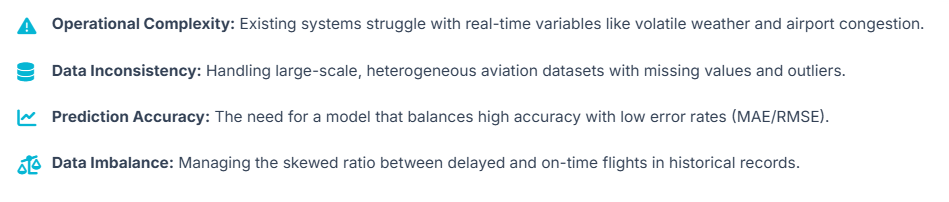 Operational Complexity: Existing systems struggle with real-time variables like volatile weather and airport congestion.
Data Inconsistency: Handling large-scale, heterogeneous aviation datasets with missing values and outliers.
Prediction Accuracy: The need for a model that balances high accuracy with low error rates (MAE/RMSE).
Data Imbalance: Managing the skewed ratio between delayed and on-time flights in historical records.